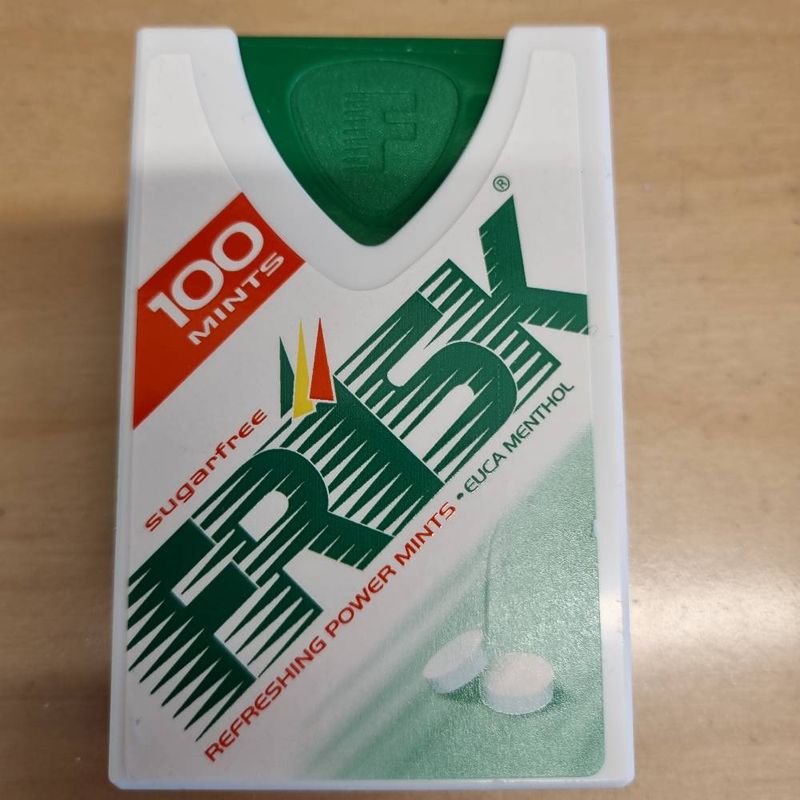 F
100
MINTS
sugarfree
FRISK®
REFRESHING POWER MINTS • EUCA MENTHOL